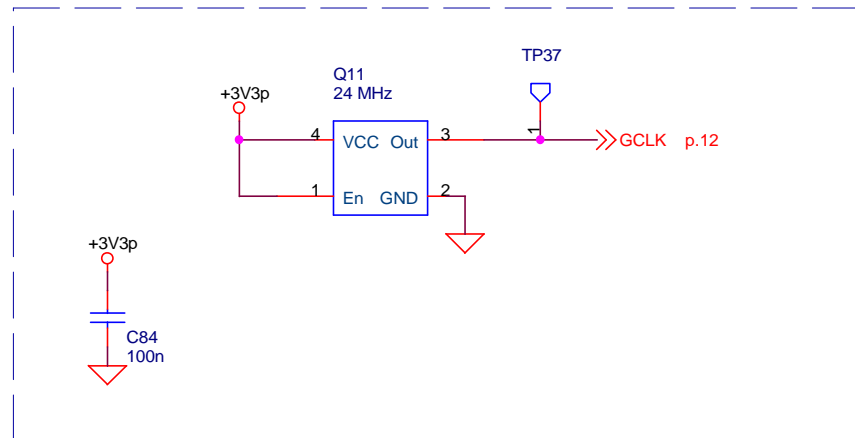 TP37
Q11
24 MHz
+3V3p
4 VCC Out 3
1
GCLK p.12
1 En GND 2
+3V3p
C84
100n